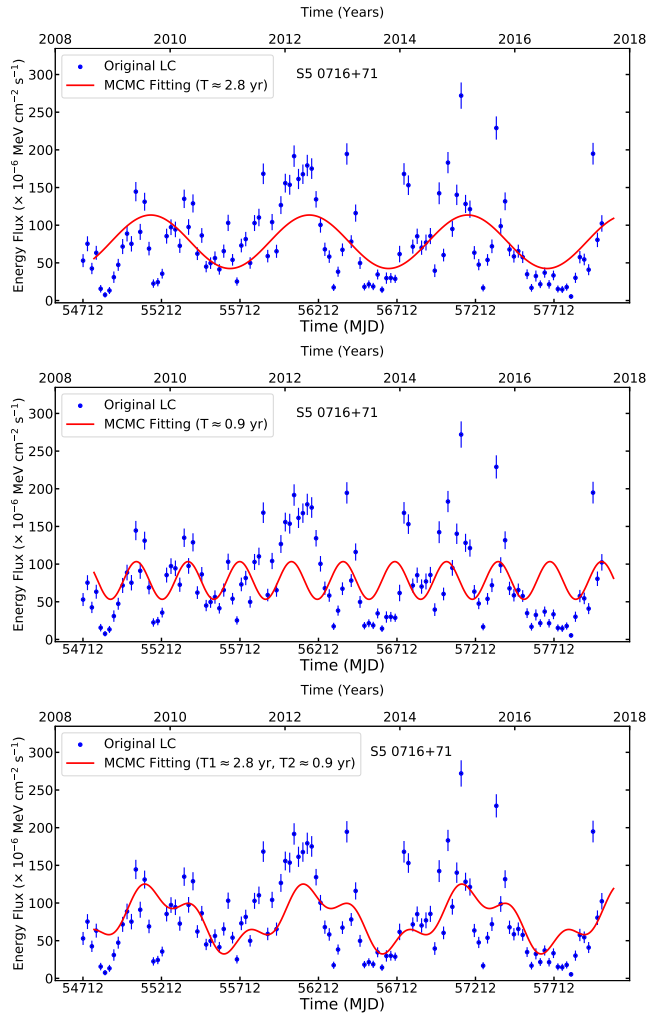 Time (Years)
2008 2010 2012 2014 2016 2018
Original LC
MCMC Fitting (T ≈ 2.8 yr)
S5 0716+71
300
250
200
150
100
50
0
Energy Flux (× 10⁻⁶ MeV cm⁻² s⁻¹)
54712 55212 55712 56212 56712 57212 57712
Time (MJD)
Time (Years)
2008 2010 2012 2014 2016 2018
Original LC
MCMC Fitting (T ≈ 0.9 yr)
S5 0716+71
300
250
200
150
100
50
0
Energy Flux (× 10⁻⁶ MeV cm⁻² s⁻¹)
54712 55212 55712 56212 56712 57212 57712
Time (MJD)
Time (Years)
2008 2010 2012 2014 2016 2018
Original LC
MCMC Fitting (T1 ≈ 2.8 yr, T2 ≈ 0.9 yr)
S5 0716+71
300
250
200
150
100
50
0
Energy Flux (× 10⁻⁶ MeV cm⁻² s⁻¹)
54712 55212 55712 56212 56712 57212 57712
Time (MJD)